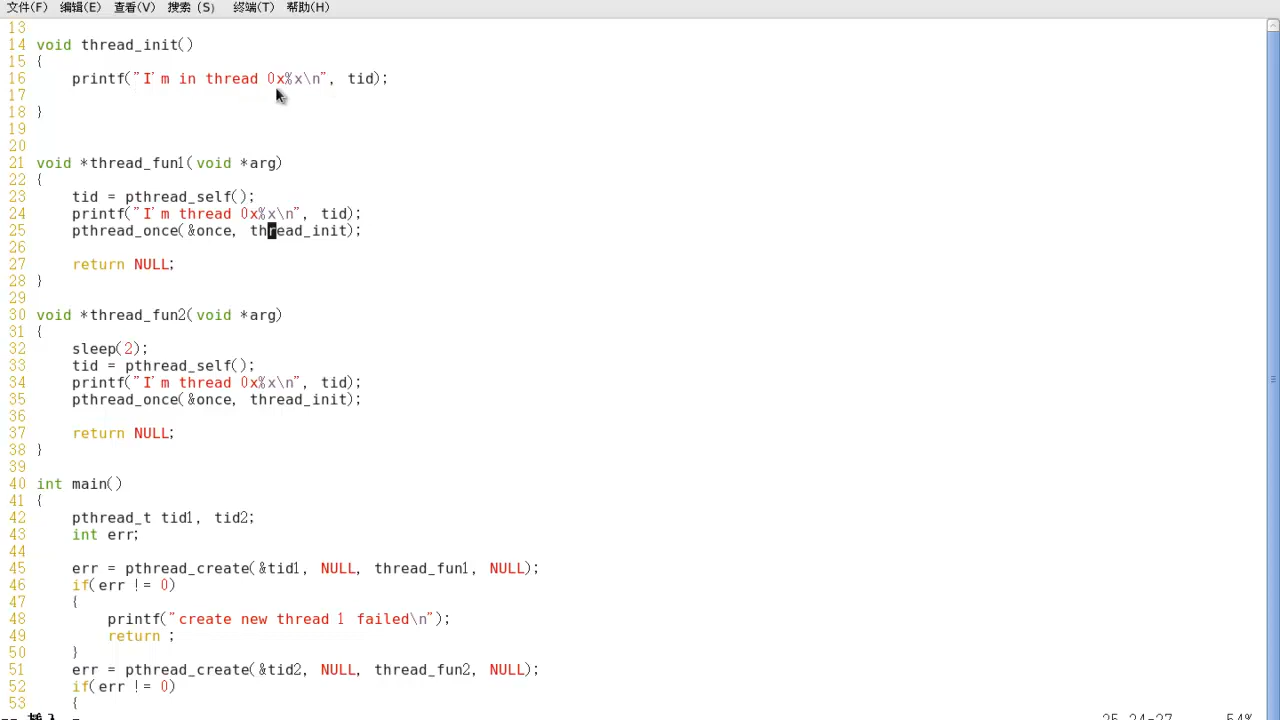 文件(F) 编辑(E) 查看(V) 搜索 (S) 终端(T) 帮助(H)
13
14 void thread_init()
15 {
16     printf("I'm in thread 0x%x\n", tid);
17
18 }
19
20
21 void *thread_fun1(void *arg)
22 {
23     tid = pthread_self();
24     printf("I'm thread 0x%x\n", tid);
25     pthread_once(&once, thread_init);
26
27     return NULL;
28 }
29
30 void *thread_fun2(void *arg)
31 {
32     sleep(2);
33     tid = pthread_self();
34     printf("I'm thread 0x%x\n", tid);
35     pthread_once(&once, thread_init);
36
37     return NULL;
38 }
39
40 int main()
41 {
42     pthread_t tid1, tid2;
43     int err;
44
45     err = pthread_create(&tid1, NULL, thread_fun1, NULL);
46     if(err != 0)
47     {
48         printf("create new thread 1 failed\n");
49         return ;
50     }
51     err = pthread_create(&tid2, NULL, thread_fun2, NULL);
52     if(err != 0)
53     {
-- 插入 -- 25,24-27 54%